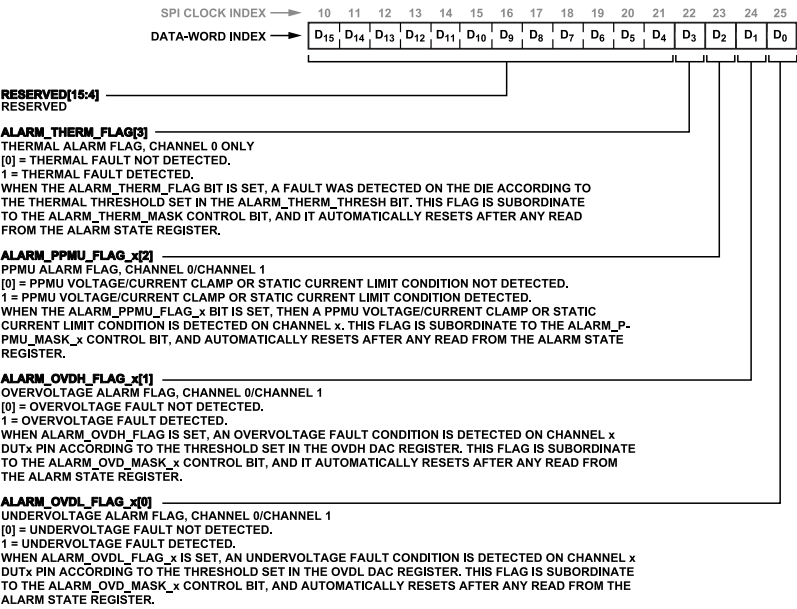 SPI CLOCK INDEX 10 11 12 13 14 15 16 17 18 19 20 21 22 23 24 25
DATA-WORD INDEX D15 D14 D13 D12 D11 D10 D9 D8 D7 D6 D5 D4 D3 D2 D1 D0
RESERVED[15:4]
RESERVED
ALARM_THERM_FLAG[3]
THERMAL ALARM FLAG, CHANNEL 0 ONLY
[0] = THERMAL FAULT NOT DETECTED.
1 = THERMAL FAULT DETECTED.
WHEN THE ALARM_THERM_FLAG BIT IS SET, A FAULT WAS DETECTED ON THE DIE ACCORDING TO
THE THERMAL THRESHOLD SET IN THE ALARM_THERM_THRESH BIT. THIS FLAG IS SUBORDINATE
TO THE ALARM_THERM_MASK CONTROL BIT, AND IT AUTOMATICALLY RESETS AFTER ANY READ
FROM THE ALARM STATE REGISTER.
ALARM_PPMU_FLAG_x[2]
PPMU ALARM FLAG, CHANNEL 0/CHANNEL 1
[0] = PPMU VOLTAGE/CURRENT CLAMP OR STATIC CURRENT LIMIT CONDITION NOT DETECTED.
1 = PPMU VOLTAGE/CURRENT CLAMP OR STATIC CURRENT LIMIT CONDITION DETECTED.
WHEN THE ALARM_PPMU_FLAG_x BIT IS SET, THEN A PPMU VOLTAGE/CURRENT CLAMP OR STATIC
CURRENT LIMIT CONDITION IS DETECTED ON CHANNEL x. THIS FLAG IS SUBORDINATE TO THE ALARM_P-
PMU_MASK_x CONTROL BIT, AND AUTOMATICALLY RESETS AFTER ANY READ FROM THE ALARM STATE
REGISTER.
ALARM_OVDH_FLAG_x[1]
OVERVOLTAGE ALARM FLAG, CHANNEL 0/CHANNEL 1
[0] = OVERVOLTAGE FAULT NOT DETECTED.
1 = OVERVOLTAGE FAULT DETECTED.
WHEN ALARM_OVDH_FLAG IS SET, AN OVERVOLTAGE FAULT CONDITION IS DETECTED ON CHANNEL x
DUTx PIN ACCORDING TO THE THRESHOLD SET IN THE OVDH DAC REGISTER. THIS FLAG IS SUBORDINATE
TO THE ALARM_OVD_MASK_x CONTROL BIT, AND IT AUTOMATICALLY RESETS AFTER ANY READ FROM
THE ALARM STATE REGISTER.
ALARM_OVDL_FLAG_x[0]
UNDERVOLTAGE ALARM FLAG, CHANNEL 0/CHANNEL 1
[0] = UNDERVOLTAGE FAULT NOT DETECTED.
1 = UNDERVOLTAGE FAULT DETECTED.
WHEN ALARM_OVDL_FLAG_x IS SET, AN UNDERVOLTAGE FAULT CONDITION IS DETECTED ON CHANNEL x
DUTx PIN ACCORDING TO THE THRESHOLD SET IN THE OVDL DAC REGISTER. THIS FLAG IS SUBORDINATE
TO THE ALARM_OVD_MASK_x CONTROL BIT, AND AUTOMATICALLY RESETS AFTER ANY READ FROM THE
ALARM STATE REGISTER.